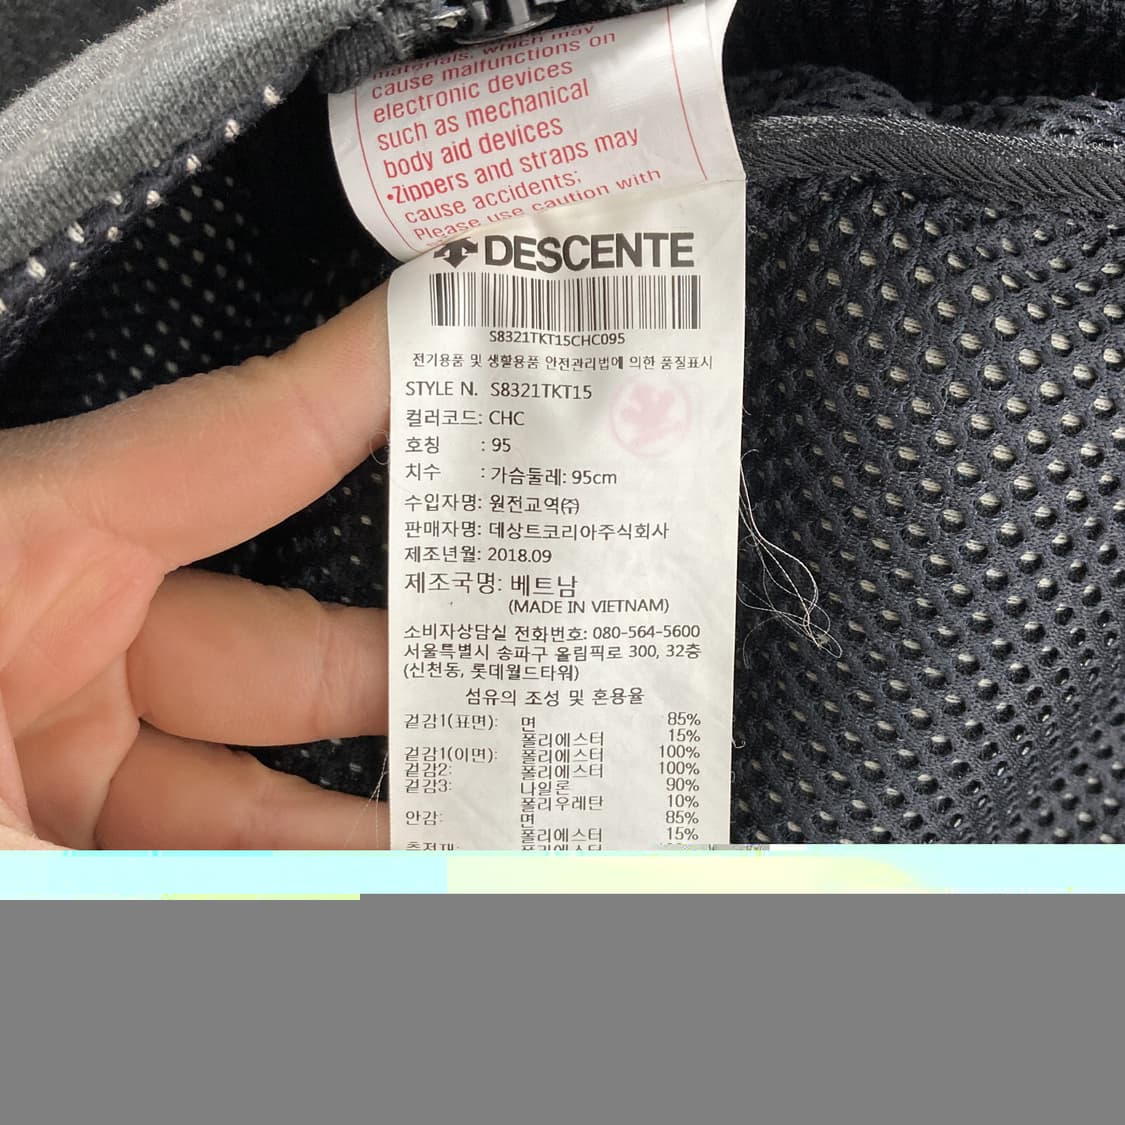 materials, which may
cause malfunctions on
electronic devices
such as mechanical
body aid devices
•Zippers and straps may
cause accidents;
Please use caution with
DESCENTE
S8321TKT15CHC095
전기용품 및 생활용품 안전관리법에 의한 품질표시
STYLE N. S8321TKT15
컬러코드: CHC
호칭 : 95
치수 : 가슴둘레: 95cm
수입자명: 원전교역㈜
판매자명: 데상트코리아주식회사
제조년월: 2018.09
제조국명: 베트남
(MADE IN VIETNAM)
소비자상담실 전화번호: 080-564-5600
서울특별시 송파구 올림픽로 300, 32층
(신천동, 롯데월드타워)
섬유의 조성 및 혼용율
겉감1(표면): 면 85%
폴리에스터 15%
겉감1(이면): 폴리에스터 100%
겉감2: 폴리에스터 100%
겉감3: 나일론 90%
폴리우레탄 10%
안감: 면 85%
폴리에스터 15%